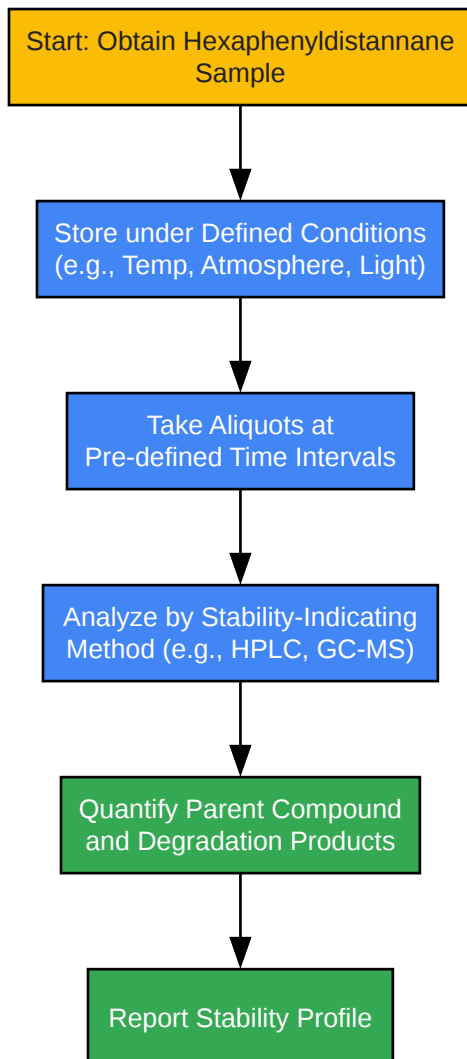 Start: Obtain Hexaphenyldistannane
Sample
Store under Defined Conditions
(e.g., Temp, Atmosphere, Light)
Take Aliquots at
Pre-defined Time Intervals
Analyze by Stability-Indicating
Method (e.g., HPLC, GC-MS)
Quantify Parent Compound
and Degradation Products
Report Stability Profile